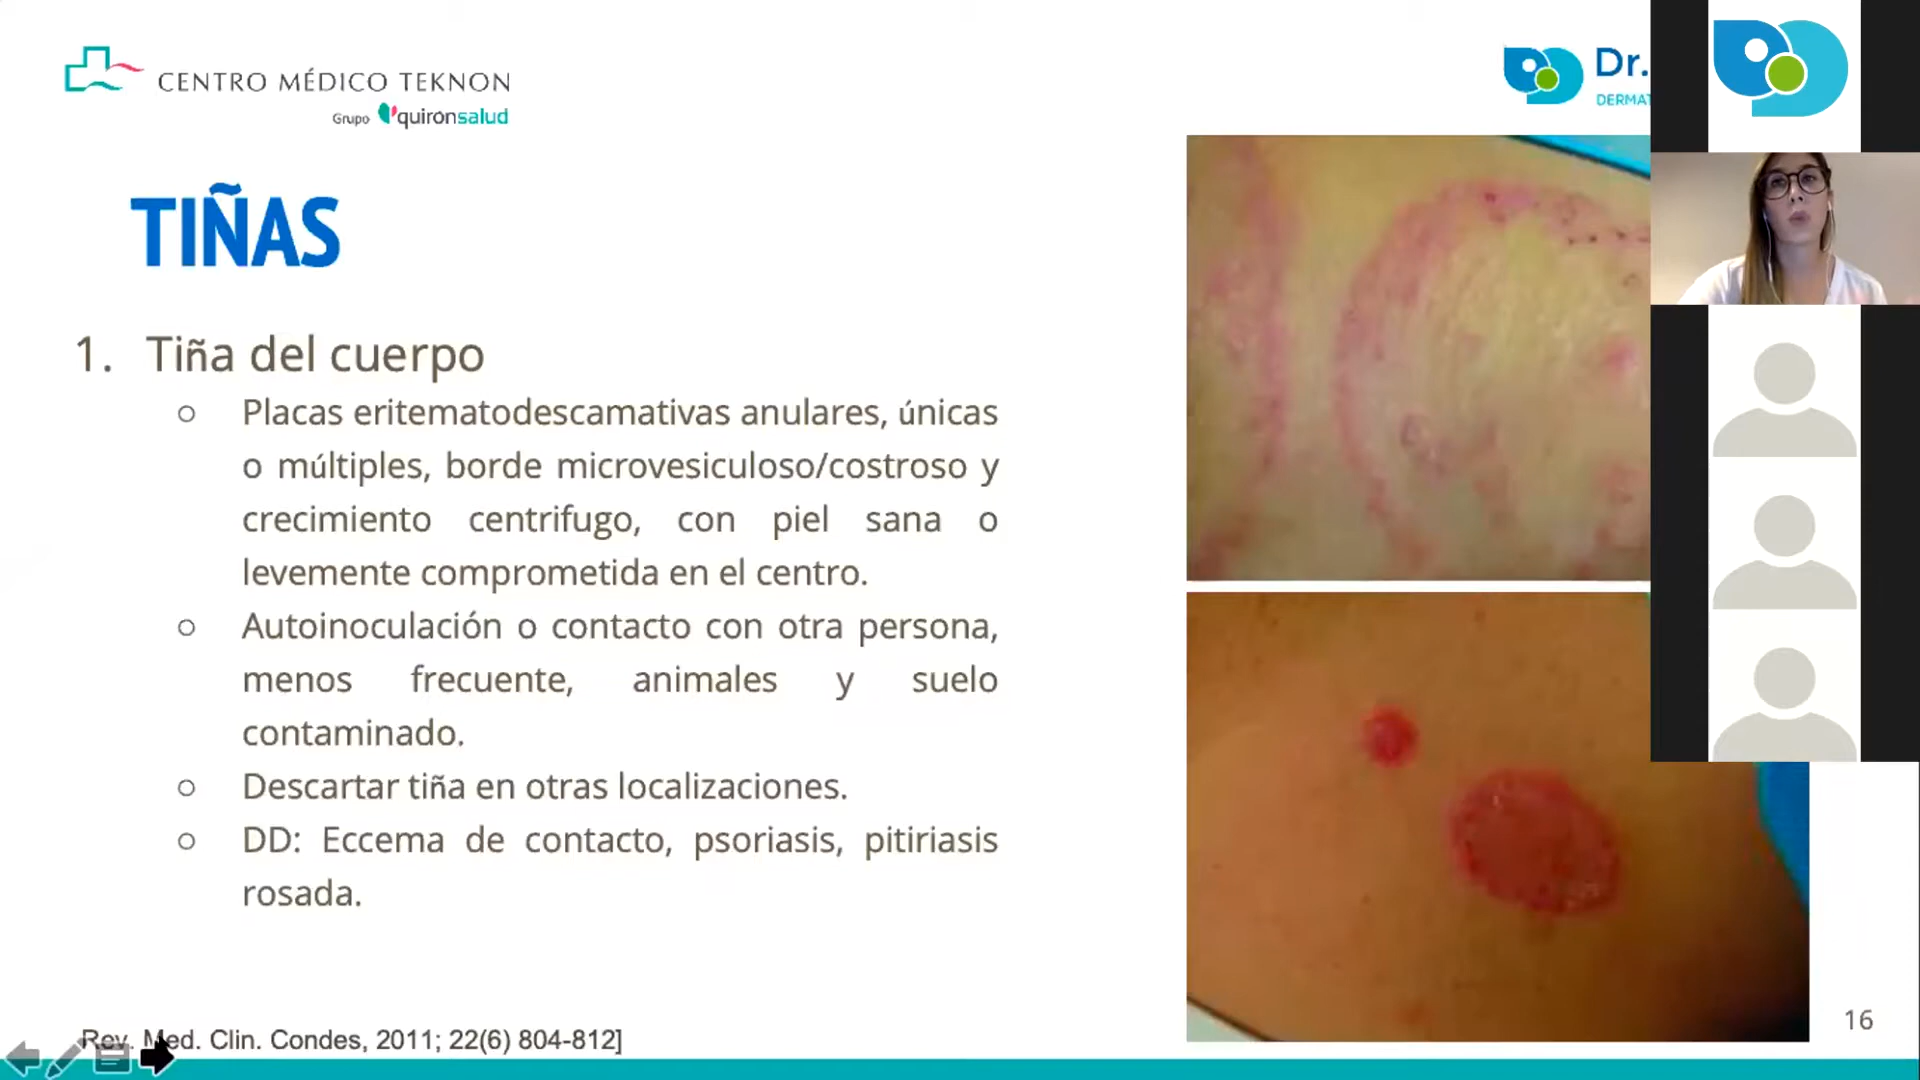 CENTRO MÉDICO TEKNON
Grupo quirónsalud
Dr.
DERMAT
TIÑAS
1. Tiña del cuerpo
○ Placas eritematodescamativas anulares, únicas
o múltiples, borde microvesiculoso/costroso y
crecimiento centrifugo, con piel sana o
levemente comprometida en el centro.
○ Autoinoculación o contacto con otra persona,
menos frecuente, animales y suelo
contaminado.
○ Descartar tiña en otras localizaciones.
○ DD: Eccema de contacto, psoriasis, pitiriasis
rosada.
Rev. Med. Clin. Condes, 2011; 22(6) 804-812]
16